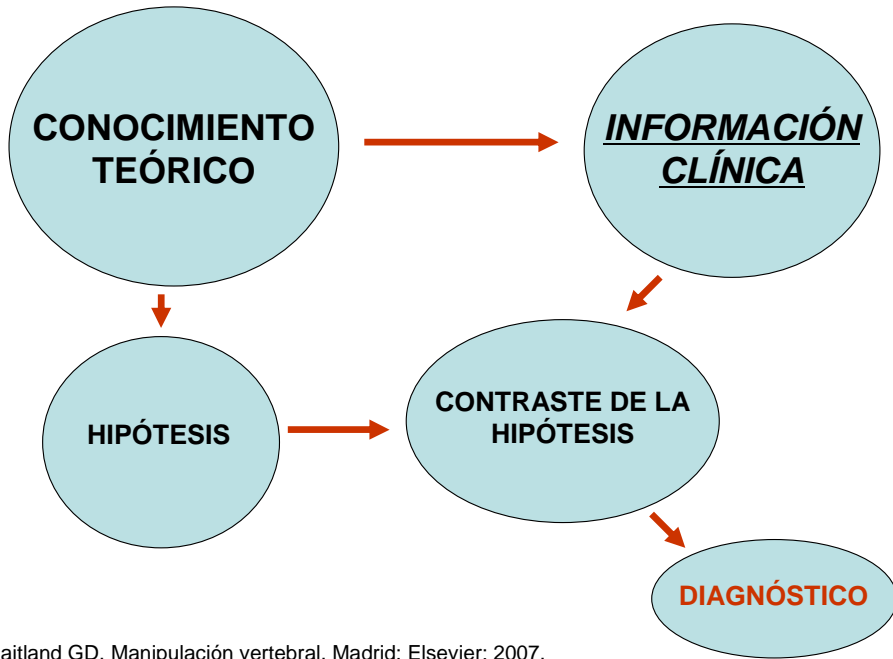 CONOCIMIENTO
TEÓRICO
INFORMACIÓN
CLÍNICA
HIPÓTESIS
CONTRASTE DE LA
HIPÓTESIS
DIAGNÓSTICO
aitland GD. Manipulación vertebral. Madrid: Elsevier; 2007.